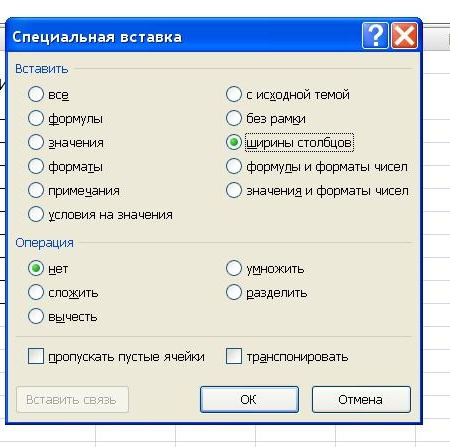 Специальная вставка
Вставить
все
с исходной темой
формулы
без рамки
значения
ширины столбцов
форматы
формулы и форматы чисел
примечания
значения и форматы чисел
условия на значения
Операция
нет
умножить
сложить
разделить
вычесть
пропускать пустые ячейки
транспонировать
Вставить связь
ОК
Отмена